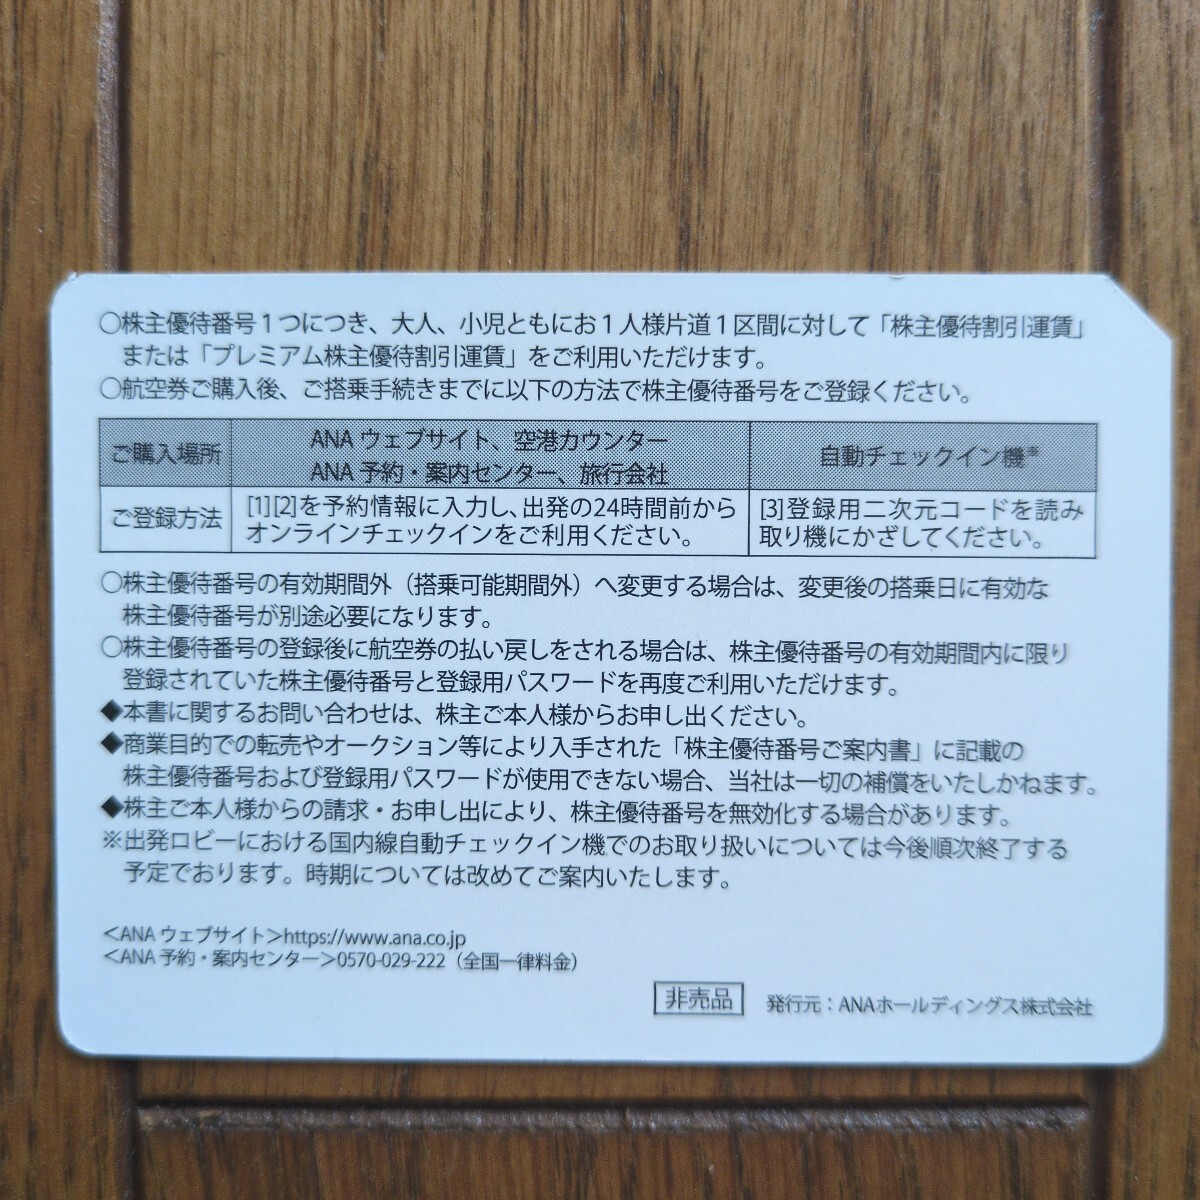 ○株主優待番号1つにつき、大人、小児ともにお1人様片道1区間に対して「株主優待割引運賃」
または「プレミアム株主優待割引運賃」をご利用いただけます。
○航空券ご購入後、ご搭乗手続きまでに以下の方法で株主優待番号をご登録ください。
ご購入場所
ANA ウェブサイト、空港カウンター
ANA 予約・案内センター、旅行会社
自動チェックイン機※
ご登録方法
[1][2]を予約情報に入力し、出発の24時間前から
オンラインチェックインをご利用ください。
[3]登録用二次元コードを読み
取り機にかざしてください。
○株主優待番号の有効期間外（搭乗可能期間外）へ変更する場合は、変更後の搭乗日に有効な
株主優待番号が別途必要になります。
○株主優待番号の登録後に航空券の払い戻しをされる場合は、株主優待番号の有効期間内に限り
登録されていた株主優待番号と登録用パスワードを再度ご利用いただけます。
◆本書に関するお問い合わせは、株主ご本人様からお申し出ください。
◆商業目的での転売やオークション等により入手された「株主優待番号ご案内書」に記載の
株主優待番号および登録用パスワードが使用できない場合、当社は一切の補償をいたしかねます。
◆株主ご本人様からの請求・お申し出により、株主優待番号を無効化する場合があります。
※出発ロビーにおける国内線自動チェックイン機でのお取り扱いについては今後順次終了する
予定でおります。時期については改めてご案内いたします。
＜ANA ウェブサイト＞https://www.ana.co.jp
＜ANA 予約・案内センター＞0570-029-222（全国一律料金）
非売品
発行元：ANAホールディングス株式会社